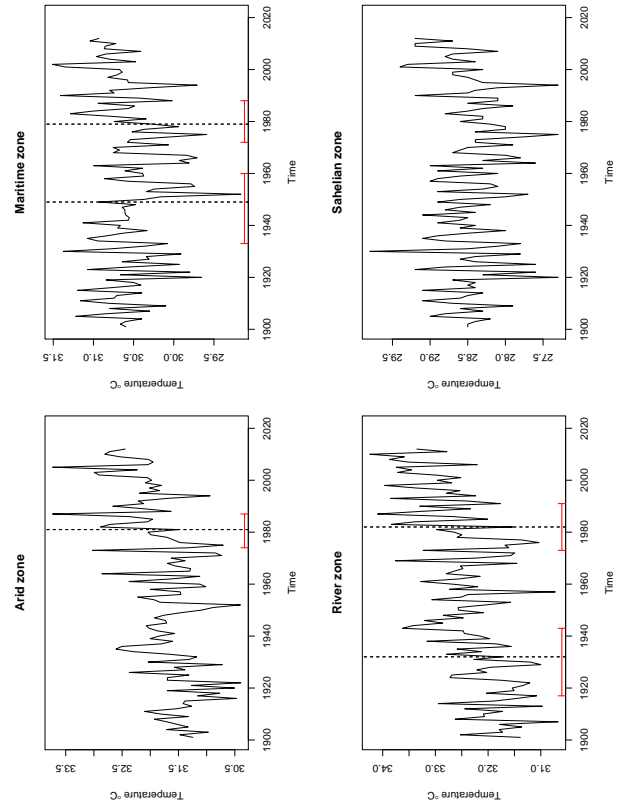 Arid zone
Temperature °C
33.5
32.5
31.5
30.5
1900 1920 1940 1960 1980 2000 2020
Time
Maritime zone
Temperature °C
31.5
31.0
30.5
30.0
29.5
1900 1920 1940 1960 1980 2000 2020
Time
River zone
Temperature °C
34.0
33.0
32.0
31.0
1900 1920 1940 1960 1980 2000 2020
Time
Sahelian zone
Temperature °C
29.5
29.0
28.5
28.0
27.5
1900 1920 1940 1960 1980 2000 2020
Time